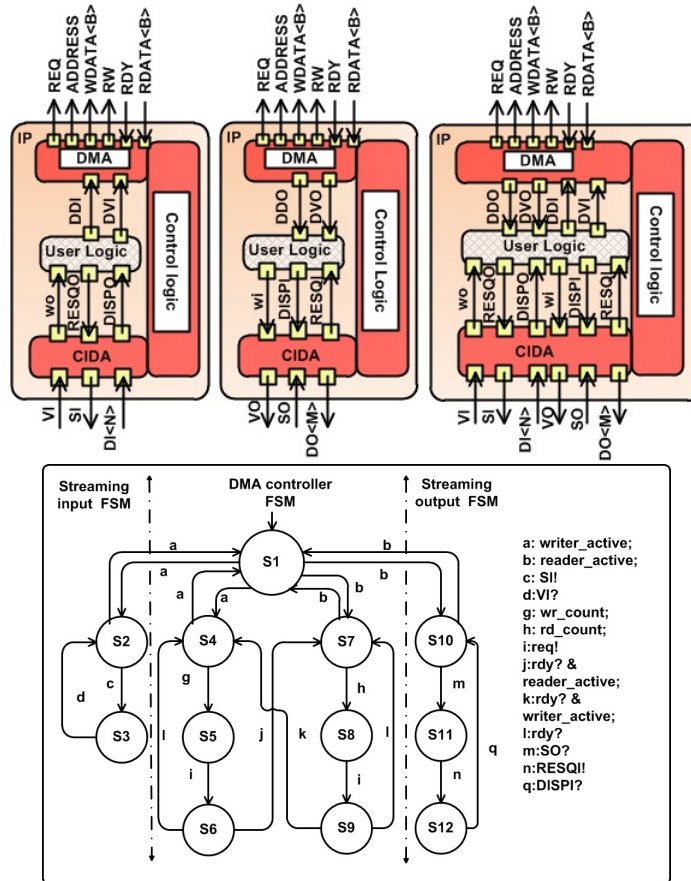 REQ
ADDRESS
WDATA<B>
RW
RDY
RDATA<B>
IP
DMA
DDI
DVI
User Logic
Control logic
wo
RESQO
DISPO
CIDA
VI
SI
DI<N>
REQ
ADDRESS
WDATA<B>
RW
RDY
RDATA<B>
IP
DMA
DDO
DVO
User Logic
Control Logic
wi
DISPI
RESQI
CIDA
VO
SO
DO<M>
REQ
ADDRESS
WDATA<B>
RW
RDY
RDATA<B>
IP
DMA
DDO
DVO
DDI
DVI
User Logic
Control logic
wo
RESQO
DISPO
wi
DISPI
RESQI
CIDA
VI
SI
DI<N>
VO
SO
DO<M>
Streaming
input FSM
DMA controller
FSM
Streaming
output FSM
S1
a
a
a
a
b
b
b
b
S2
S4
S7
S10
c
d
g
h
m
S3
S5
S8
S11
l
i
j
k
i
l
n
q
S6
S9
S12
a: writer_active;
b: reader_active;
c: SI!
d:VI?
g: wr_count;
h: rd_count;
i:req!
j:rdy? &
reader_active;
k:rdy? &
writer_active;
l:rdy?
m:SO?
n:RESQI!
q:DISPI?